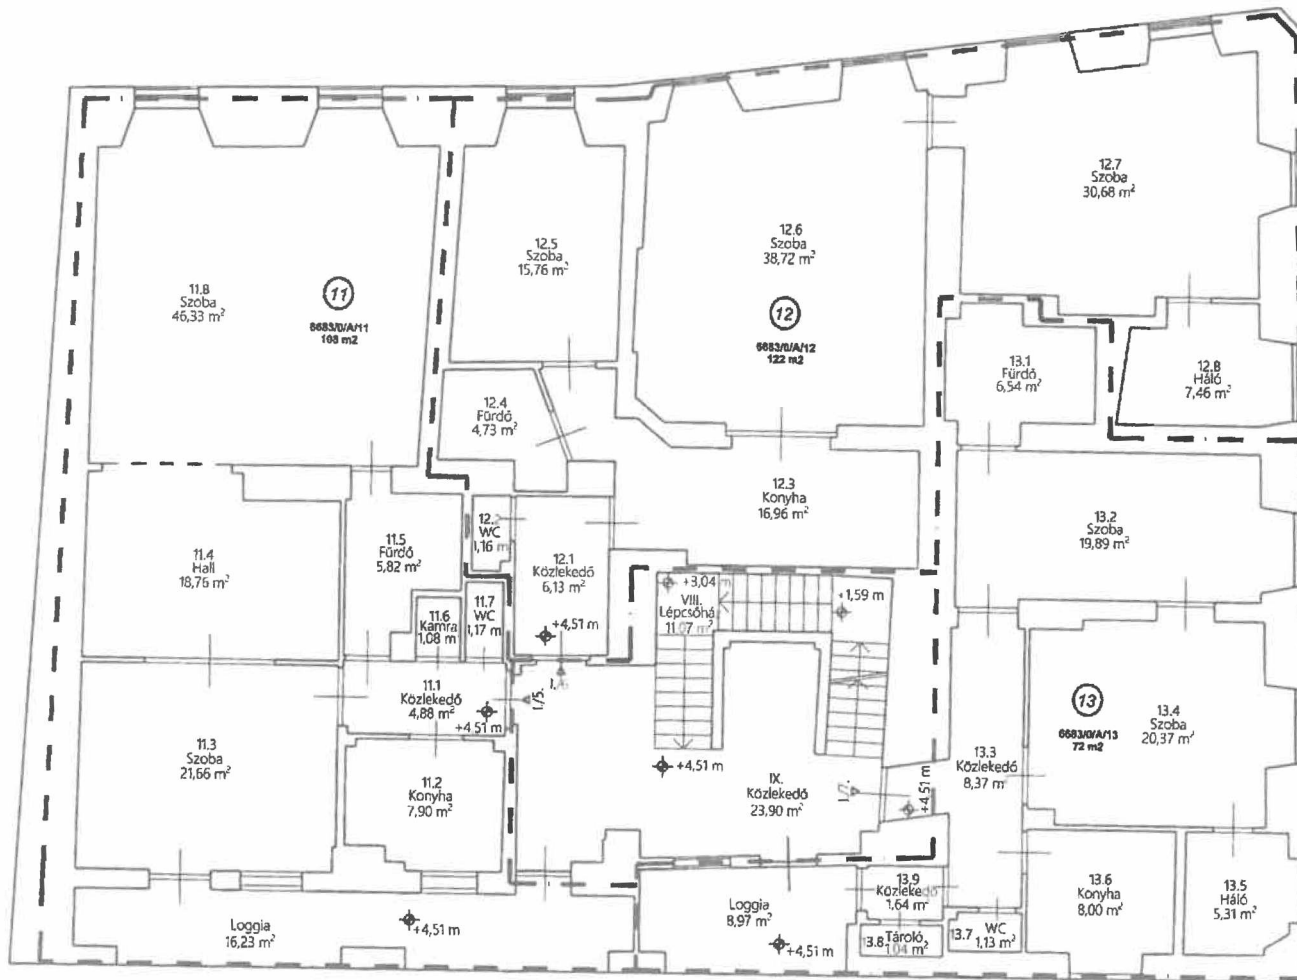 12.7
Szoba
30,68 m²
12.6
Szoba
38,72 m²
12.5
Szoba
15,76 m²
11
6683/0/A/11
108 m2
11.8
Szoba
46,33 m²
12
6683/0/A/12
122 m2
13.1
Fürdő
6,54 m²
12.8
Háló
7,46 m²
12.4
Fürdő
4,73 m²
12.3
Konyha
16,96 m²
13.2
Szoba
19,89 m²
11.4
Hall
18,76 m²
11.5
Fürdő
5,82 m²
12.
WC
1,16 m
12.1
Közlekedő
6,13 m²
+4,51 m
+3,04 m
VIII.
Lépcsőhá
11,07 m²
+1,59 m
11.6
Kamra
1,08 m
11.7
WC
1,17 m
11.1
Közlekedő
4,88 m²
+4,51 m
I./5.
I./6
11.3
Szoba
21,66 m²
11.2
Konyha
7,90 m²
+4,51 m
IX.
Közlekedő
23,90 m²
I./7.
+4,51 m
13.3
Közlekedő
8,37 m²
13
6683/0/A/13
72 m2
13.4
Szoba
20,37 m²
Loggia
16,23 m²
+4,51 m
Loggia
8,97 m²
+4,51 m
13.9
Közlekedő
1,64 m²
13.8 Tároló
1,04 m²
13.7 WC
1,13 m²
13.6
Konyha
8,00 m²
13.5
Háló
5,31 m²